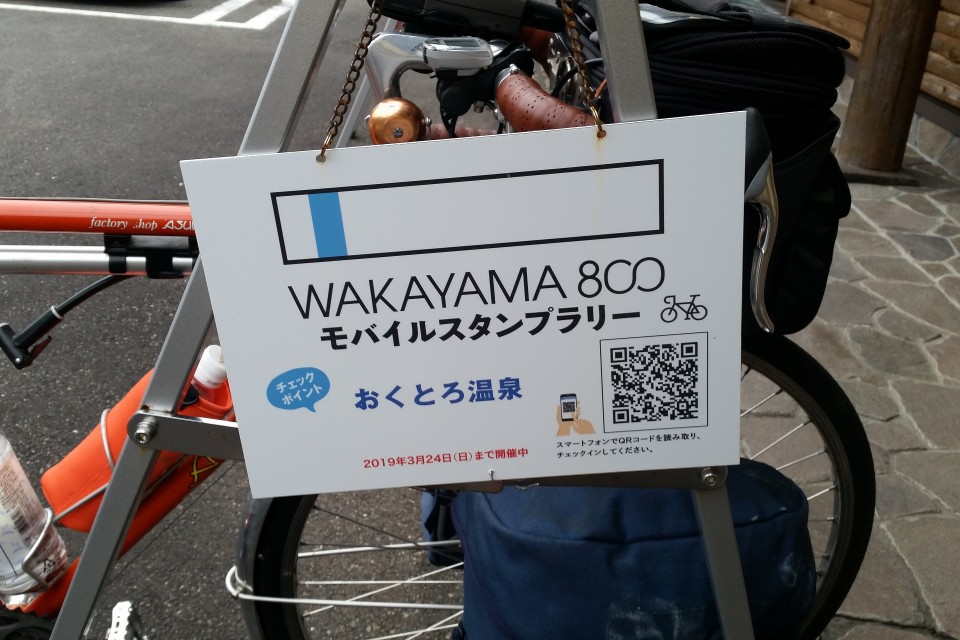 factory .hop ASU
WAKAYAMA 800
モバイルスタンプラリー
チェック
ポイント
おくとろ温泉
スマートフォンでQRコードを読み取り、
チェックインしてください。
2019年3月24日(日)まで開催中